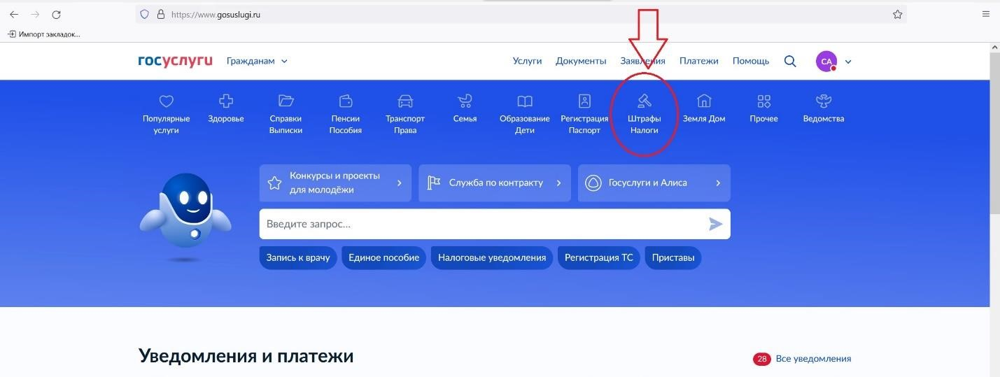 https://www.gosuslugi.ru
Импорт закладок...
госуслуги Гражданам Услуги Документы Заявления Платежи Помощь СА
Популярные услуги
Здоровье
Справки Выписки
Пенсии Пособия
Транспорт Права
Семья
Образование Дети
Регистрация Паспорт
Штрафы Налоги
Земля Дом
Прочее
Ведомства
Конкурсы и проекты
для молодёжи
Служба по контракту
Госуслуги и Алиса
Введите запрос...
Запись к врачу Единое пособие Налоговые уведомления Регистрация ТС Приставы
Уведомления и платежи
28 Все уведомления